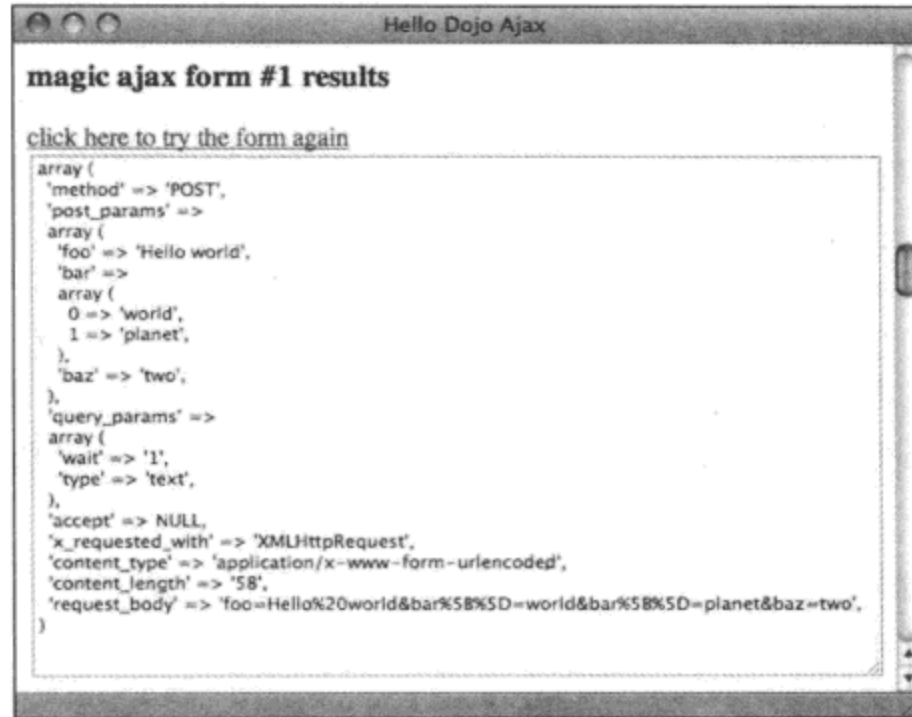 Hello Dojo Ajax
magic ajax form #1 results
click here to try the form again
array (
'method' => 'POST',
'post_params' =>
array (
'foo' => 'Hello world',
'bar' =>
array (
0 => 'world',
1 => 'planet',
),
'baz' => 'two',
),
'query_params' =>
array (
'wait' => '1',
'type' => 'text',
),
'accept' => NULL,
'x_requested_with' => 'XMLHttpRequest',
'content_type' => 'application/x-www-form-urlencoded',
'content_length' => '58',
'request_body' => 'foo=Hello%20world&bar%5B%5D=world&bar%5B%5D=planet&baz=two',
)